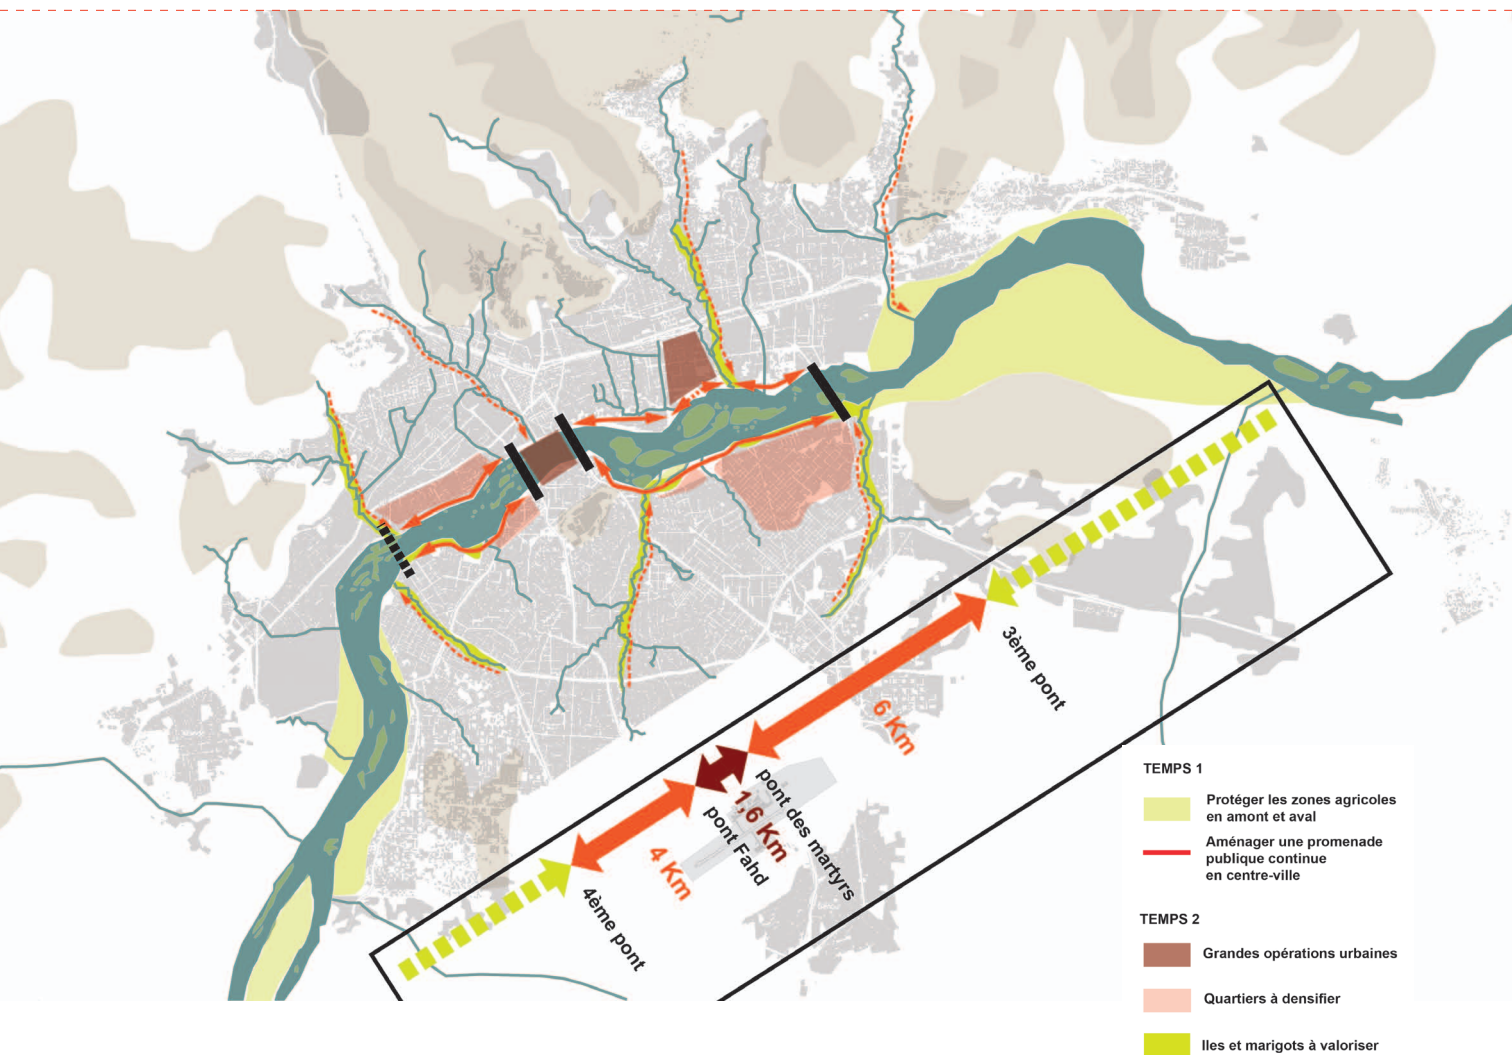 3ème pont
6 Km
pont des martyrs
1,6 Km
pont Fahd
4 Km
4ème pont
TEMPS 1
Protéger les zones agricoles
en amont et aval
Aménager une promenade
publique continue
en centre-ville
TEMPS 2
Grandes opérations urbaines
Quartiers à densifier
Iles et marigots à valoriser